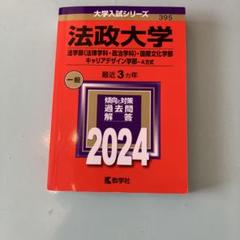 大学入試シリーズ
395
法政大学
法学部〈法律学科・政治学科〉・国際文化学部
キャリアデザイン学部-A方式
一般
最近3カ年
傾向と対策
過去問
解答
2024
教学社